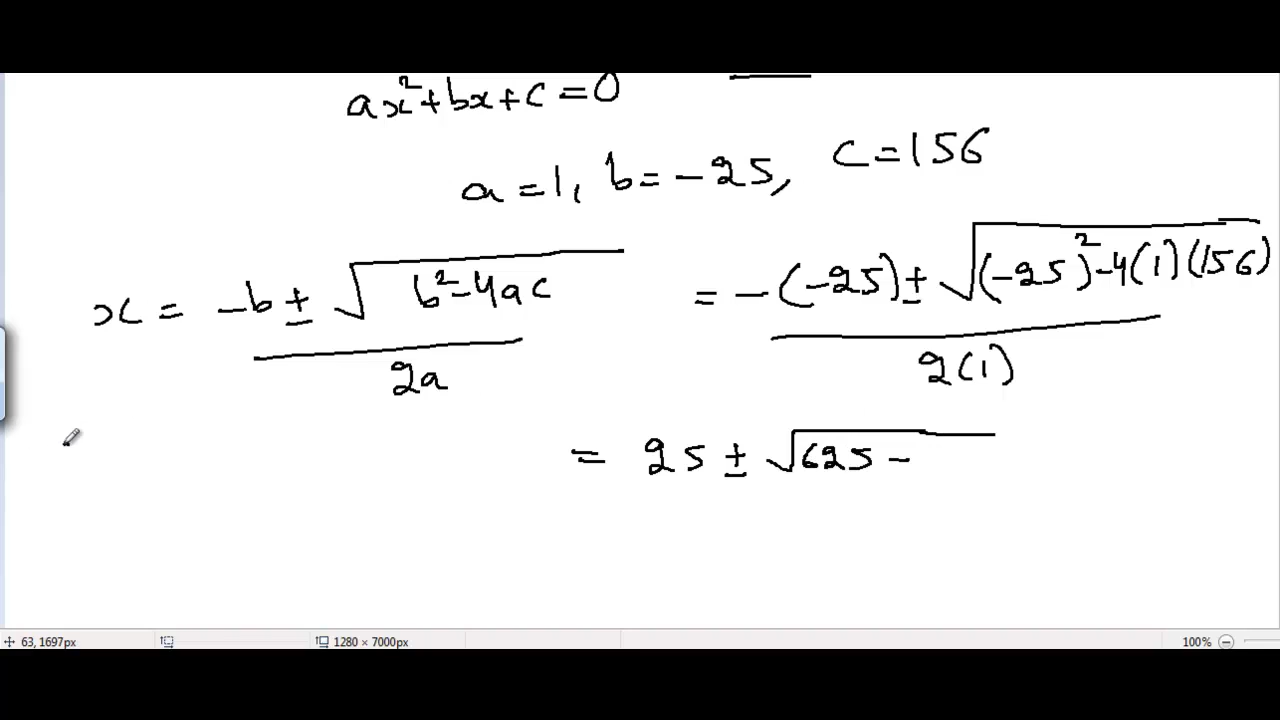 ax²+bx+c=0
a=1, b=-25, c=156
x = -b ± √(b²-4ac) / 2a = -(-25) ± √((-25)²-4(1)(156)) / 2(1)
= 25 ± √625 -
63, 1697px 1280 × 7000px 100%